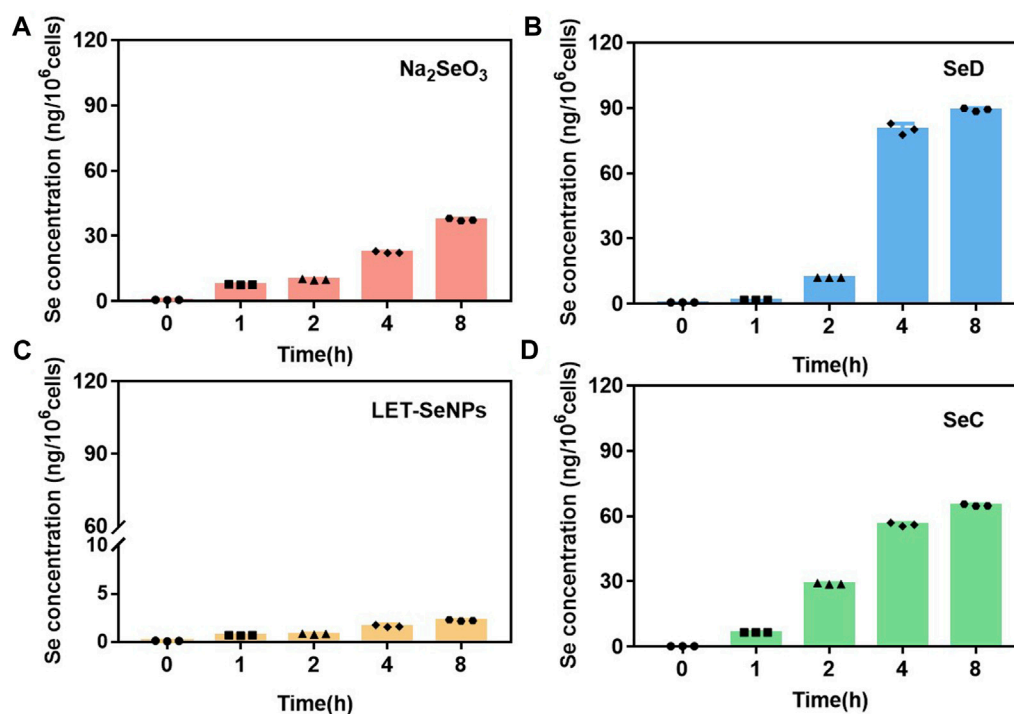 A
Se concentration (ng/10⁶cells)
120
90
60
30
0
Na₂SeO₃
0 1 2 4 8
Time(h)
B
Se concentration (ng/10⁶cells)
120
90
60
30
0
SeD
0 1 2 4 8
Time(h)
C
Se concentration (ng/10⁶cells)
120
90
60
10
5
0
LET-SeNPs
0 1 2 4 8
Time(h)
D
Se concentration (ng/10⁶cells)
120
90
60
30
0
SeC
0 1 2 4 8
Time(h)